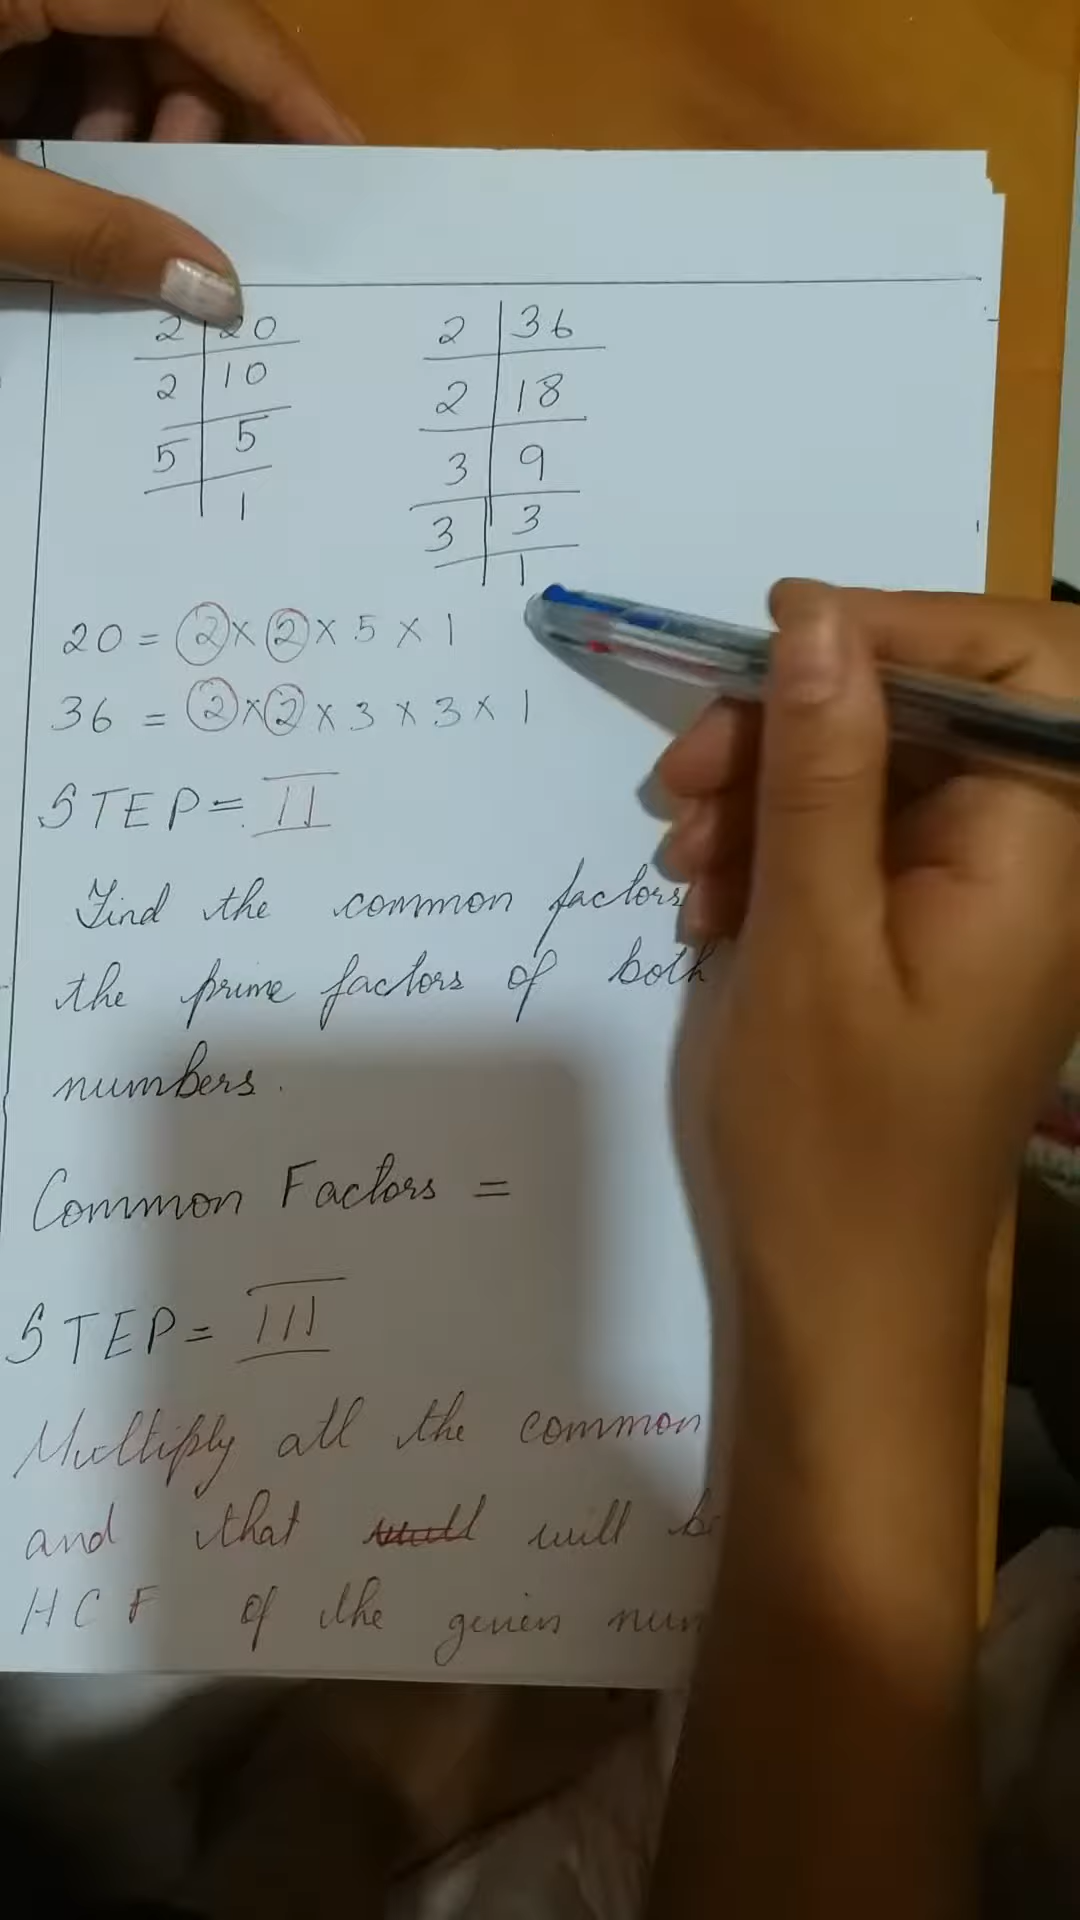 2 | 20
2 | 10
5 | 5
1
2 | 36
2 | 18
3 | 9
3 | 3
1
20 = 2 × 2 × 5 × 1
36 = 2 × 2 × 3 × 3 × 1
STEP = II
Find the common factors
the prime factors of both
numbers.
Common Factors =
STEP = III
Multiply all the common
and that will
HCF of the given